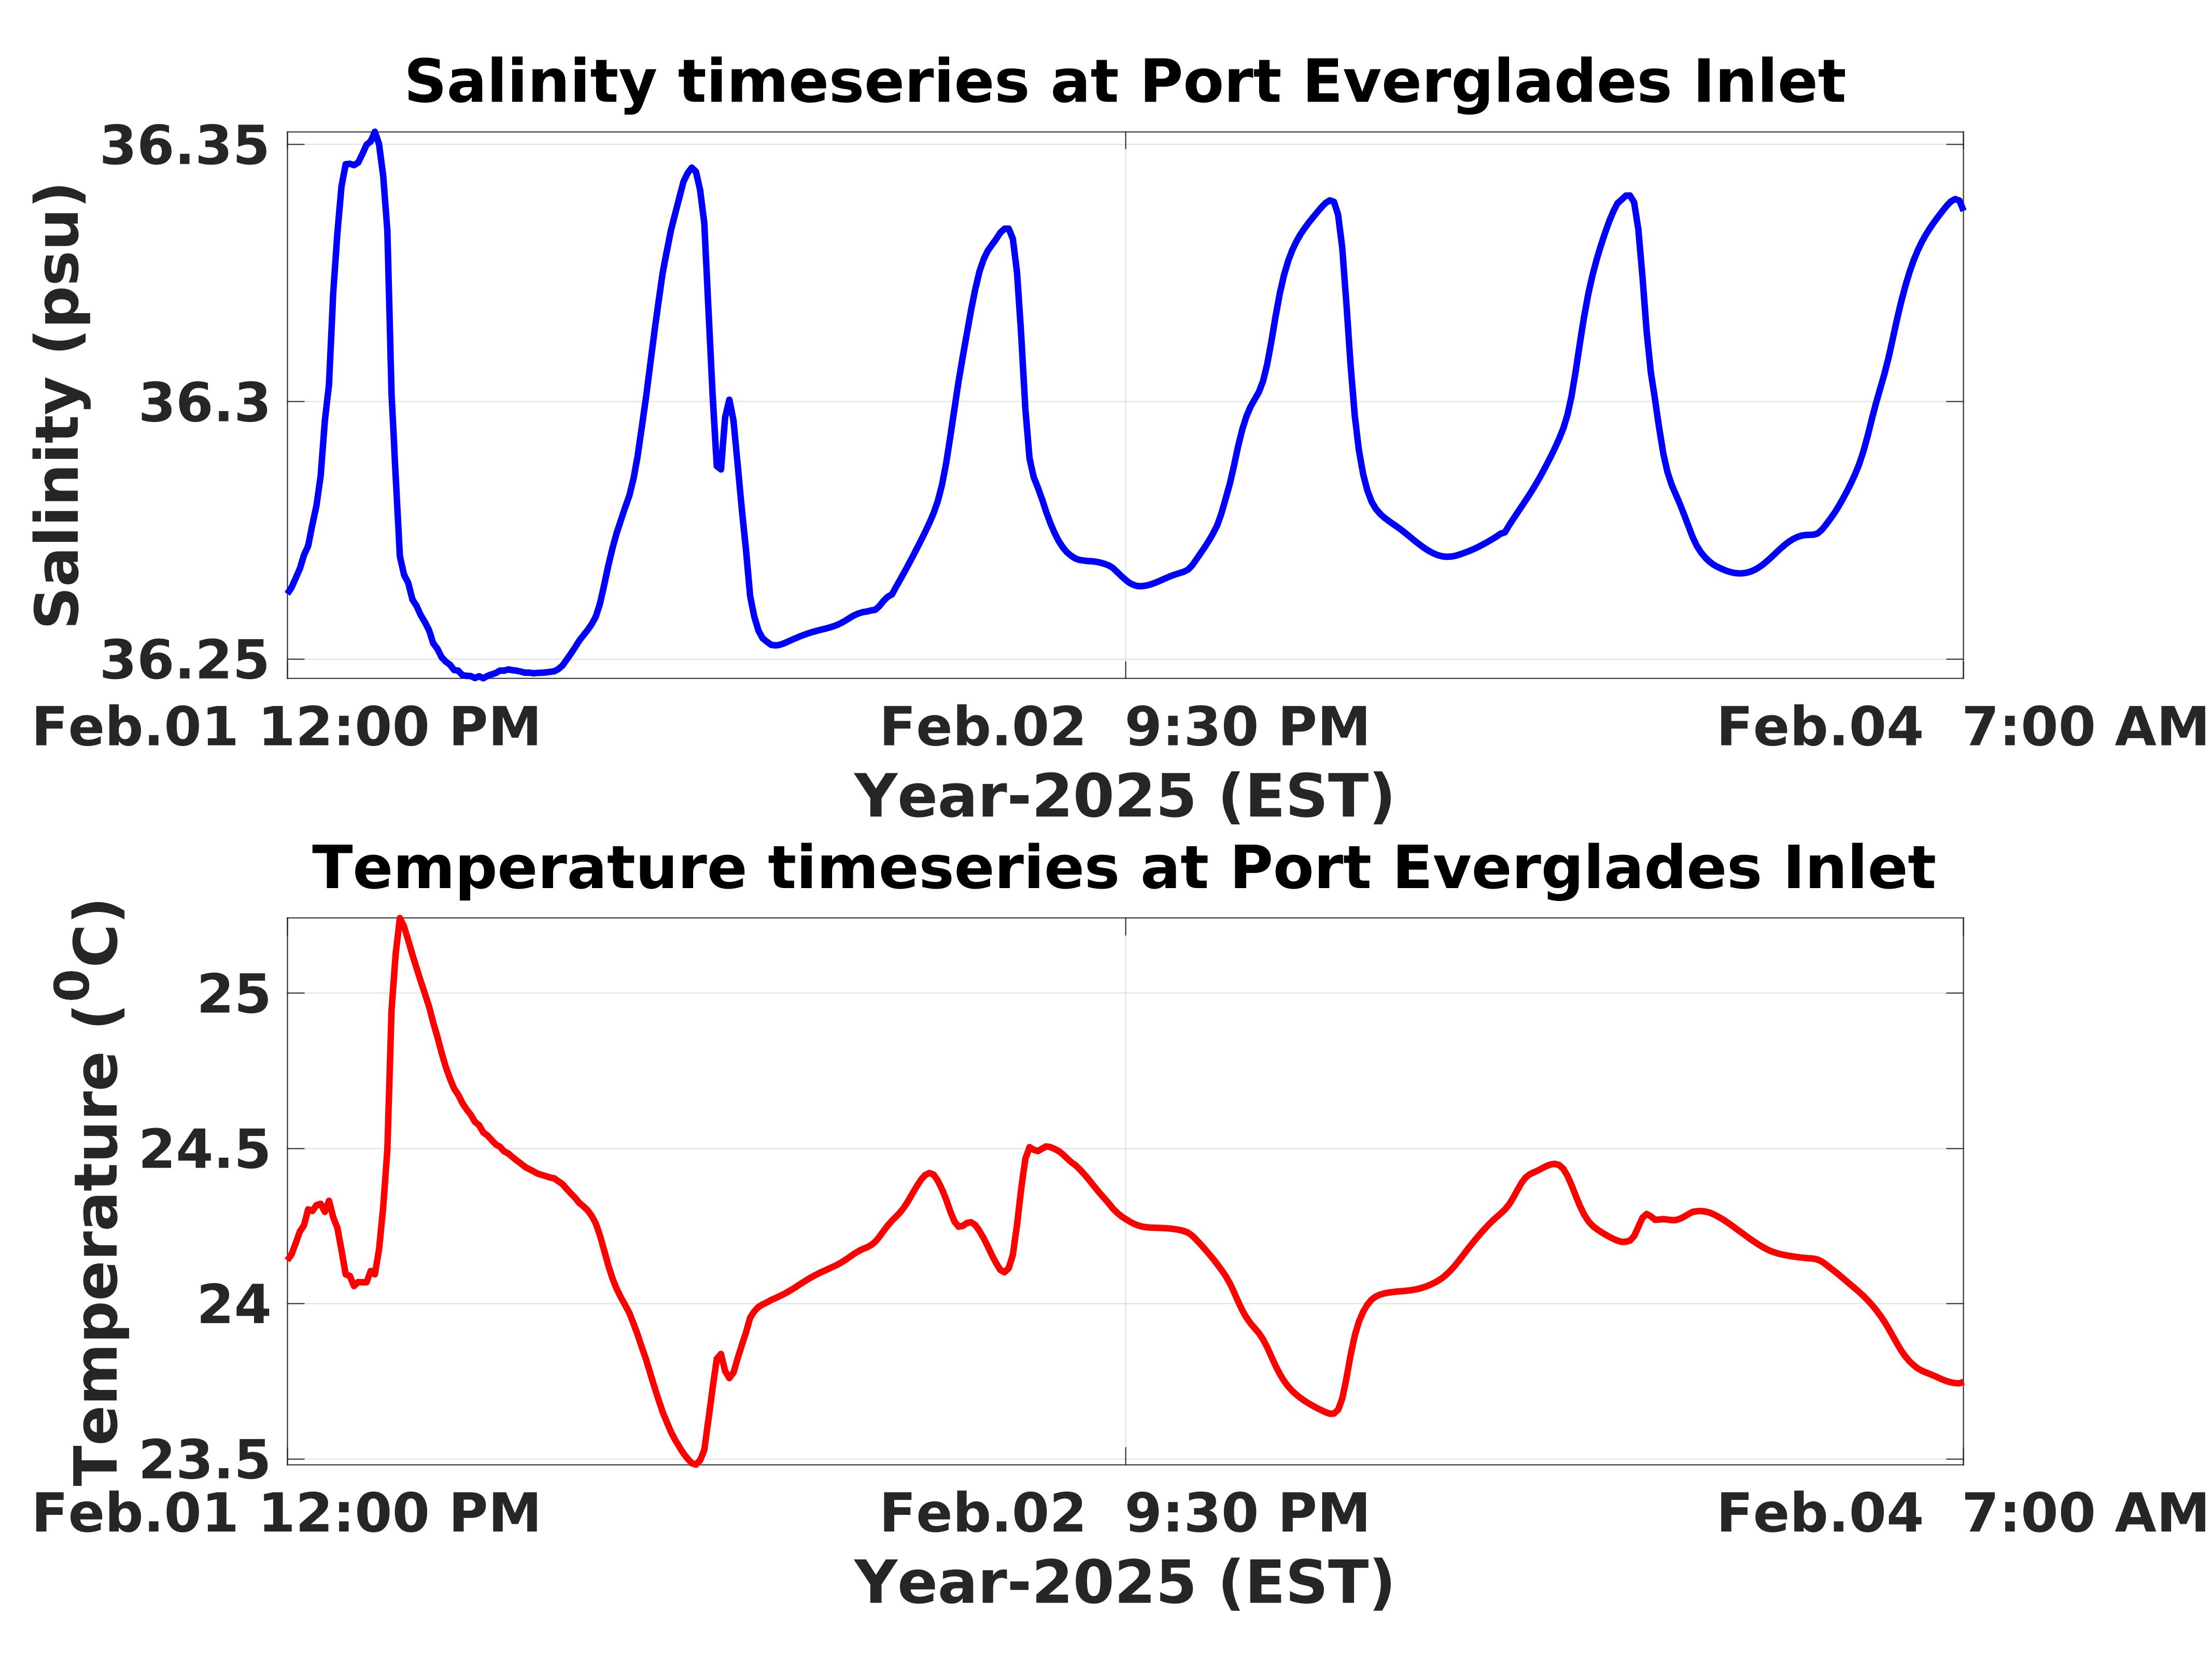 Salinity timeseries at Port Everglades Inlet
Salinity (psu)
36.35
36.3
36.25
Feb.01 12:00 PM
Feb.02  9:30 PM
Feb.04  7:00 AM
Year-2025 (EST)
Temperature timeseries at Port Everglades Inlet
Temperature (⁰C)
25
24.5
24
23.5
Feb.01 12:00 PM
Feb.02  9:30 PM
Feb.04  7:00 AM
Year-2025 (EST)